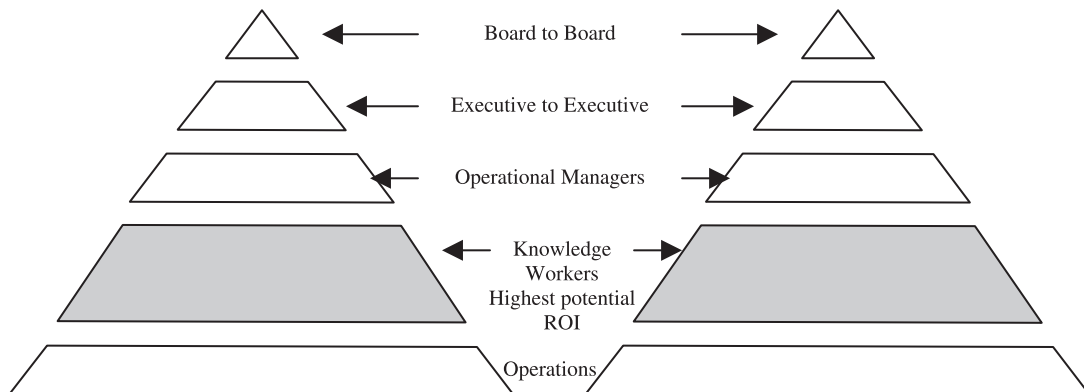 Board to Board
Executive to Executive
Operational Managers
Knowledge
Workers
Highest potential
ROI
Operations